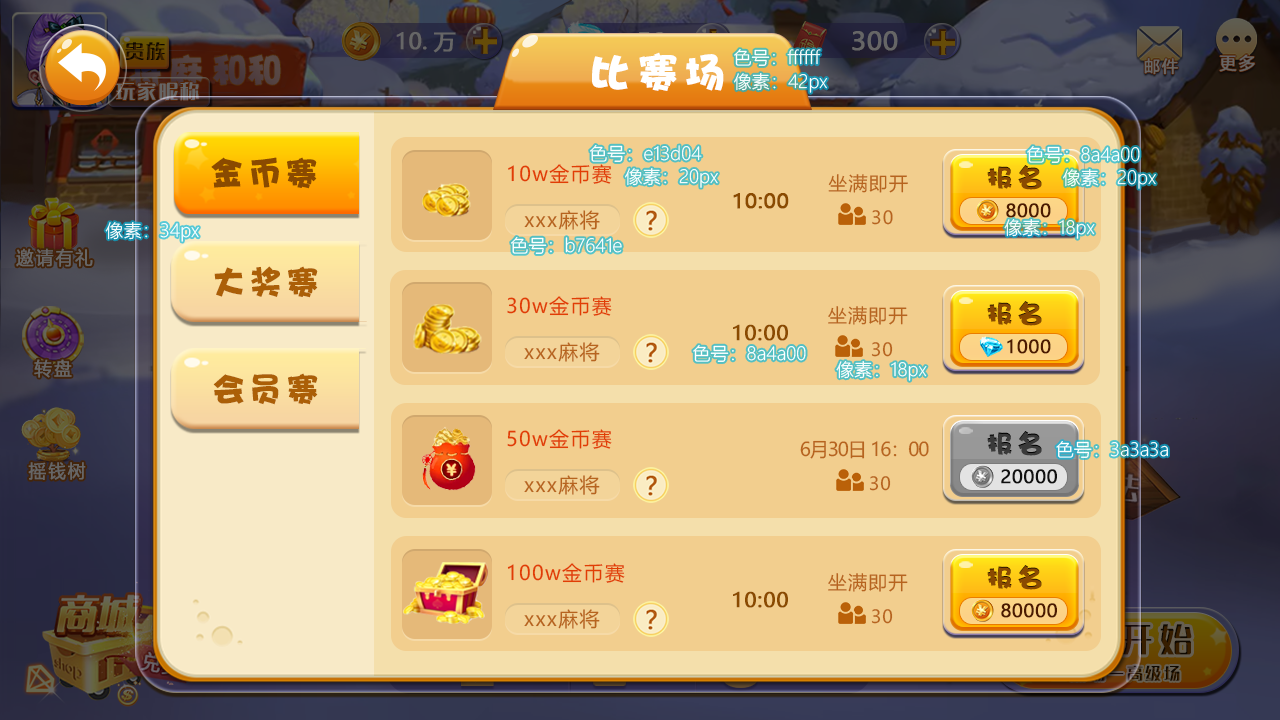 贵族
玩家昵称
10.万
300
邮件
更多
比赛场
色号：ffffff
像素：42px
金币赛
大奖赛
会员赛
像素：34px
邀请有礼
转盘
摇钱树
商城
shop
10w金币赛
色号：e13d04
像素：20px
xxx麻将
?
色号：b7641e
10:00
坐满即开
30
报名
8000
色号：8a4a00
像素：20px
像素：18px
30w金币赛
xxx麻将
?
10:00
色号：8a4a00
坐满即开
30
像素：18px
报名
1000
50w金币赛
xxx麻将
?
6月30日 16：00
30
报名
20000
色号：3a3a3a
100w金币赛
xxx麻将
?
10:00
坐满即开
30
报名
80000
开始
高级场